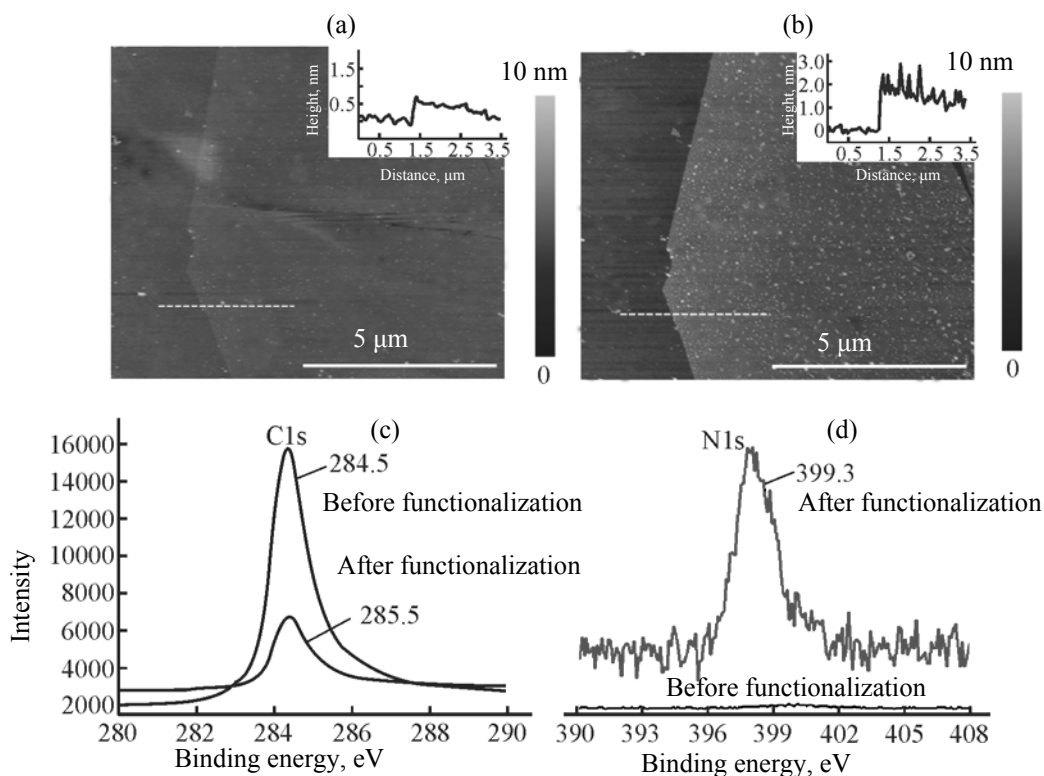 (a)
(b)
Height, nm
1.5
0.5
0.5 1.5 2.5 3.5
Distance, μm
10 nm
0
5 μm
Height, nm
3.0
2.0
1.0
0
0.5 1.5 2.5 3.5
Distance, μm
10 nm
0
5 μm
(c)
C1s
284.5
Before functionalization
After functionalization
285.5
Intensity
16000
14000
12000
10000
8000
6000
4000
2000
280 282 284 286 288 290
Binding energy, eV
(d)
N1s
399.3
After functionalization
Before functionalization
390 393 396 399 402 405 408
Binding energy, eV